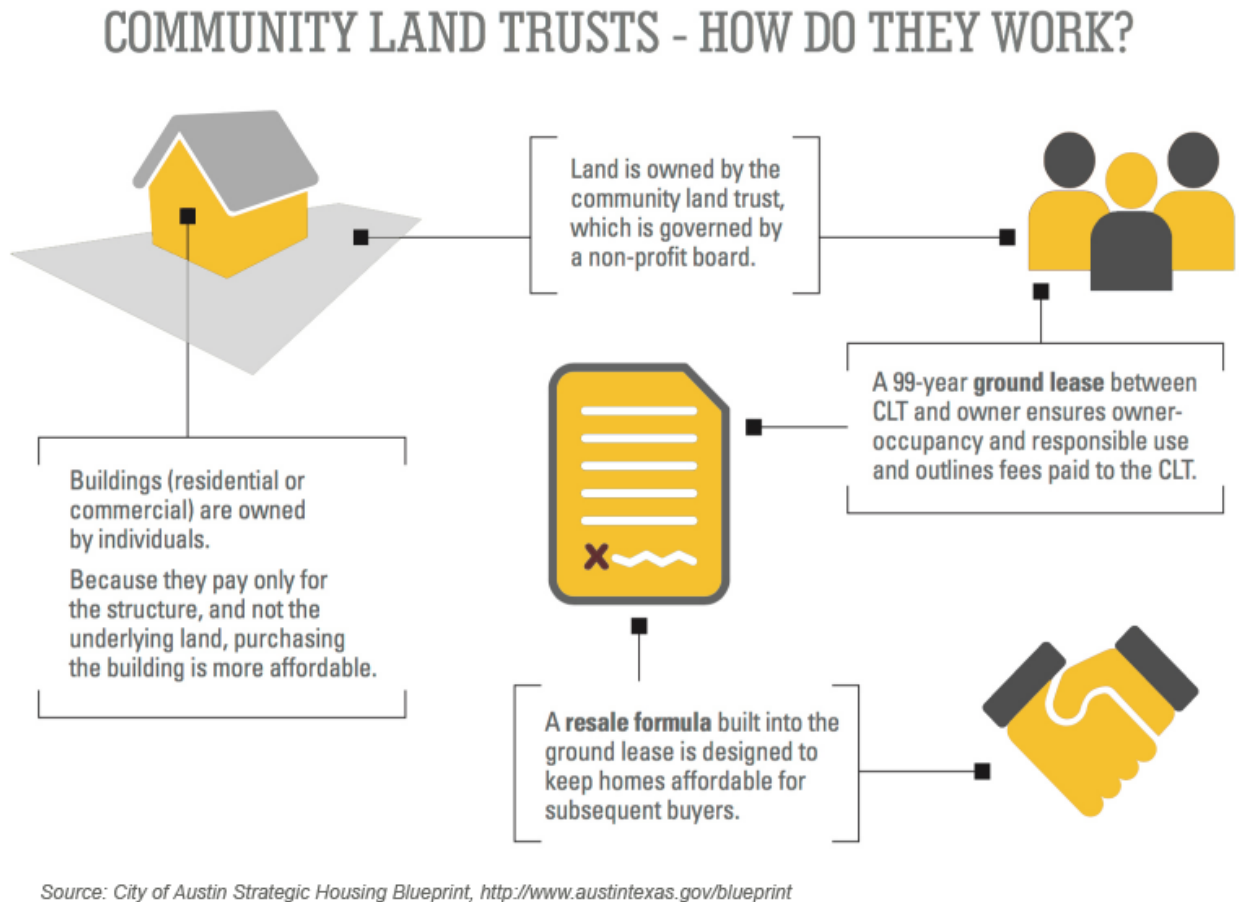 COMMUNITY LAND TRUSTS - HOW DO THEY WORK?
Land is owned by the
community land trust,
which is governed by
a non-profit board.
A 99-year ground lease between
CLT and owner ensures owner-
occupancy and responsible use
and outlines fees paid to the CLT.
Buildings (residential or
commercial) are owned
by individuals.
Because they pay only for
the structure, and not the
underlying land, purchasing
the building is more affordable.
A resale formula built into the
ground lease is designed to
keep homes affordable for
subsequent buyers.
Source: City of Austin Strategic Housing Blueprint, http://www.austintexas.gov/blueprint